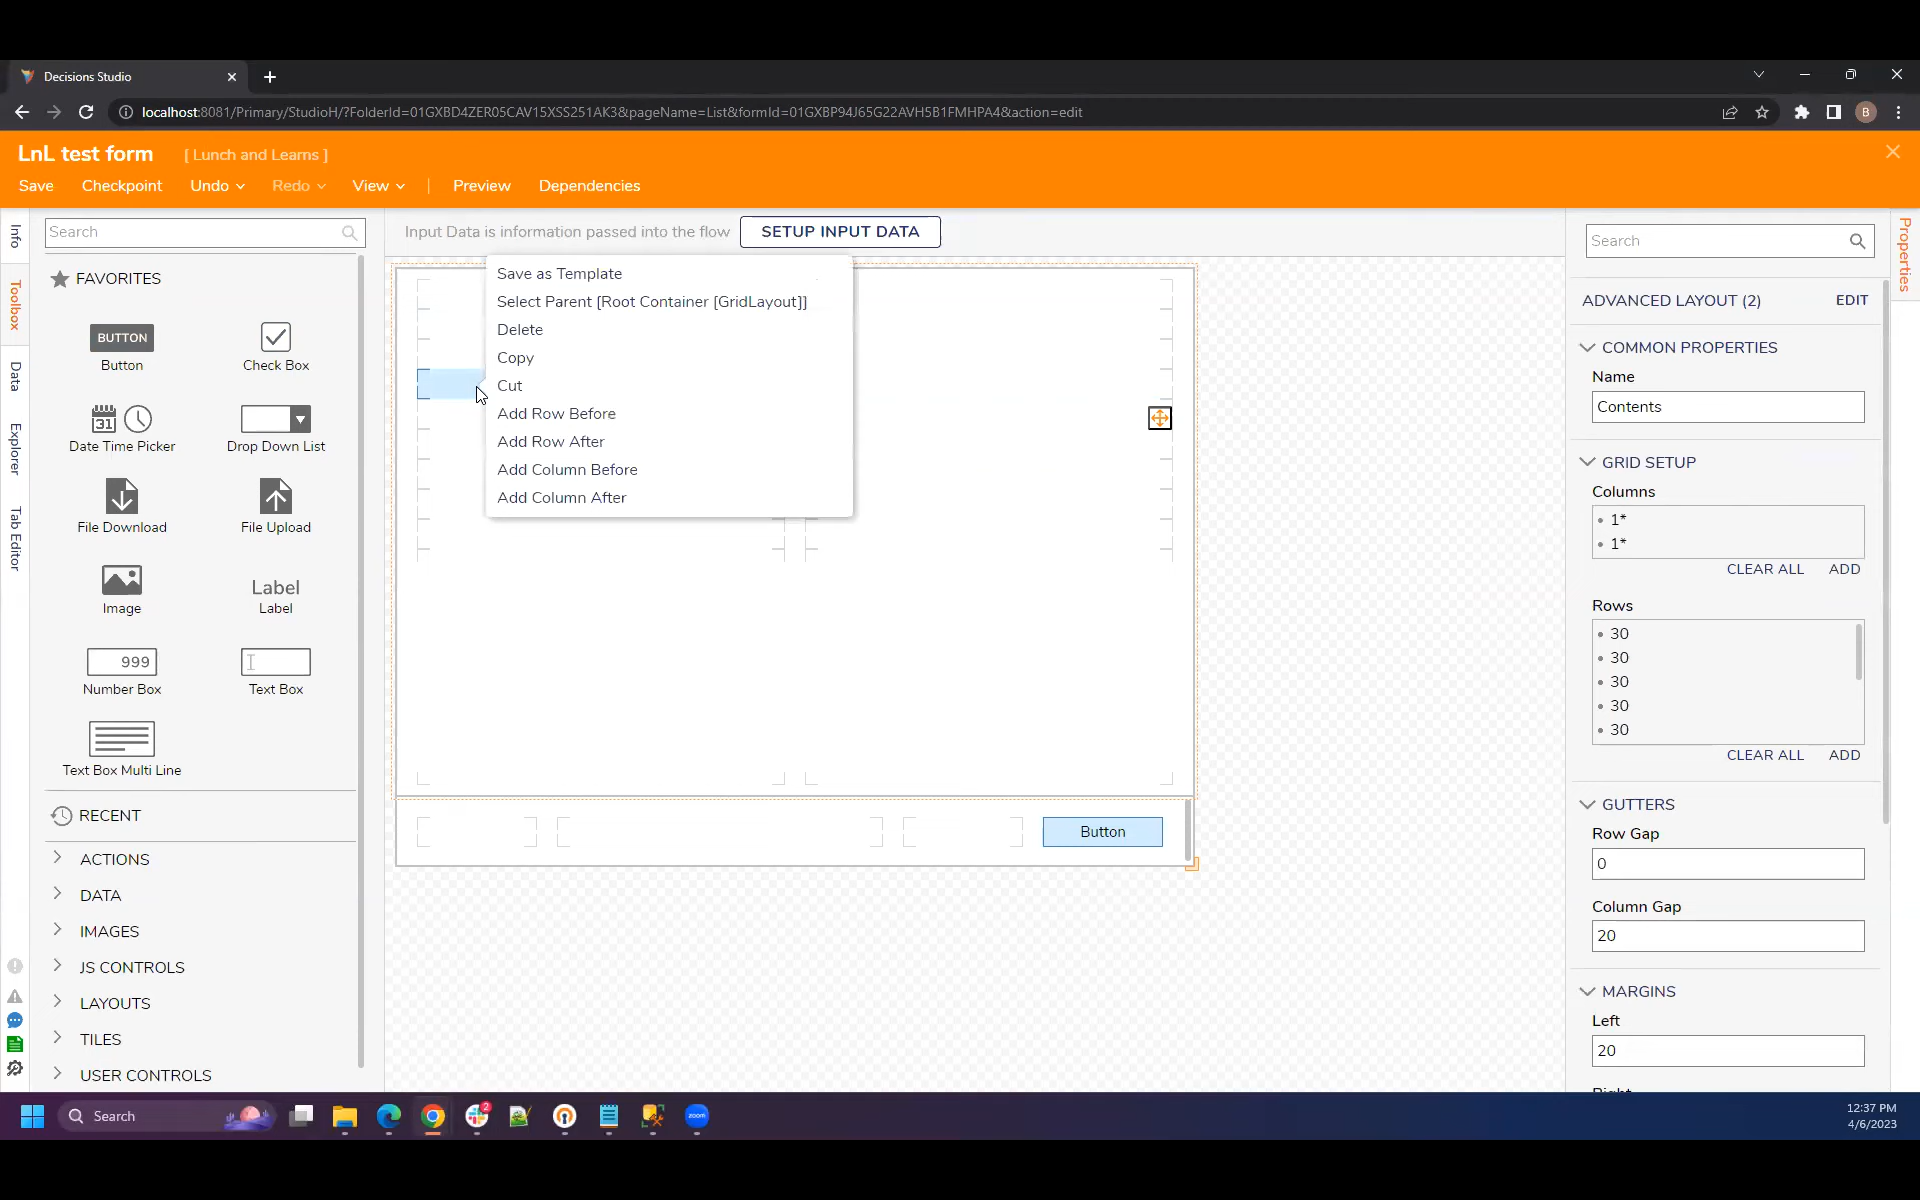 Decisions Studio
localhost:8081/Primary/StudioH/?FolderId=01GXBD4ZER05CAV15XSS251AK3&pageName=List&formId=01GXBP94J65G22AVH5B1FMHPA4&action=edit
B
LnL test form [ Lunch and Learns ]
Save Checkpoint Undo Redo View | Preview Dependencies
Info
Toolbox
Data
Explorer
Tab Editor
Search
FAVORITES
BUTTON
Button
Check Box
31
Date Time Picker
Drop Down List
File Download
File Upload
Image
Label
Label
999
Number Box
Text Box
Text Box Multi Line
RECENT
ACTIONS
DATA
IMAGES
JS CONTROLS
LAYOUTS
TILES
USER CONTROLS
Input Data is information passed into the flow
SETUP INPUT DATA
Save as Template
Select Parent [Root Container [GridLayout]]
Delete
Copy
Cut
Add Row Before
Add Row After
Add Column Before
Add Column After
Button
Search
Properties
ADVANCED LAYOUT (2) EDIT
COMMON PROPERTIES
Name
Contents
GRID SETUP
Columns
1*
1*
CLEAR ALL ADD
Rows
30
30
30
30
30
CLEAR ALL ADD
GUTTERS
Row Gap
0
Column Gap
20
MARGINS
Left
20
Right
Search
2
zoom
12:37 PM
4/6/2023